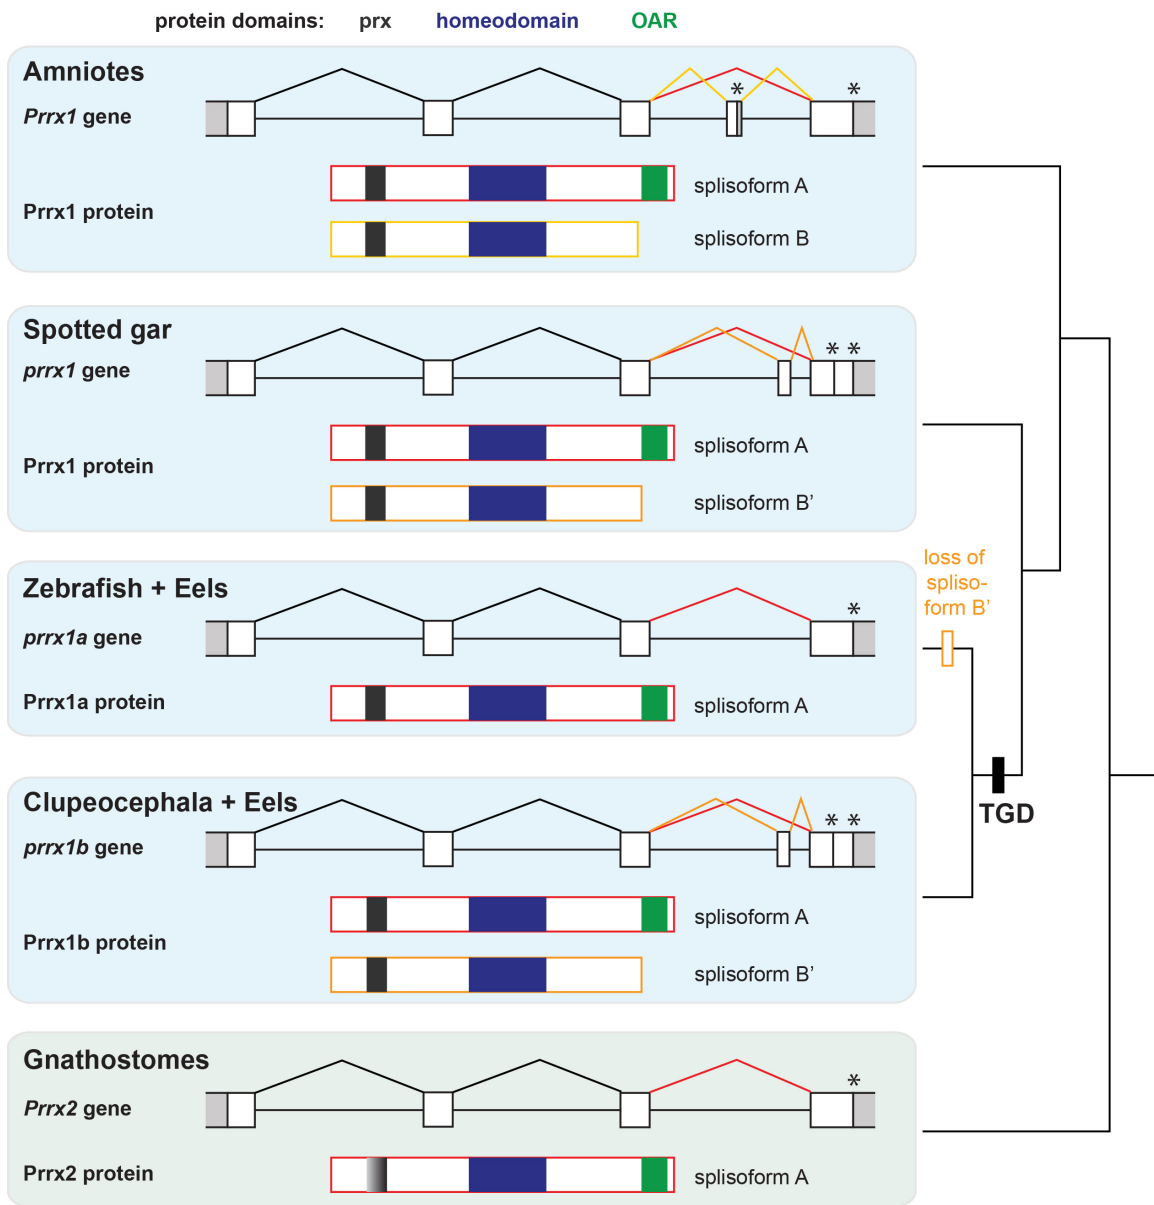 protein domains: prx homeodomain OAR
Amniotes
*
*
Prrx1 gene
splisoform A
Prrx1 protein
splisoform B
Spotted gar
* *
prrx1 gene
splisoform A
Prrx1 protein
splisoform B’
loss of
spliso-
form B’
Zebrafish + Eels
*
prrx1a gene
Prrx1a protein
splisoform A
TGD
Clupeocephala + Eels
* *
prrx1b gene
splisoform A
Prrx1b protein
splisoform B’
Gnathostomes
*
Prrx2 gene
Prrx2 protein
splisoform A